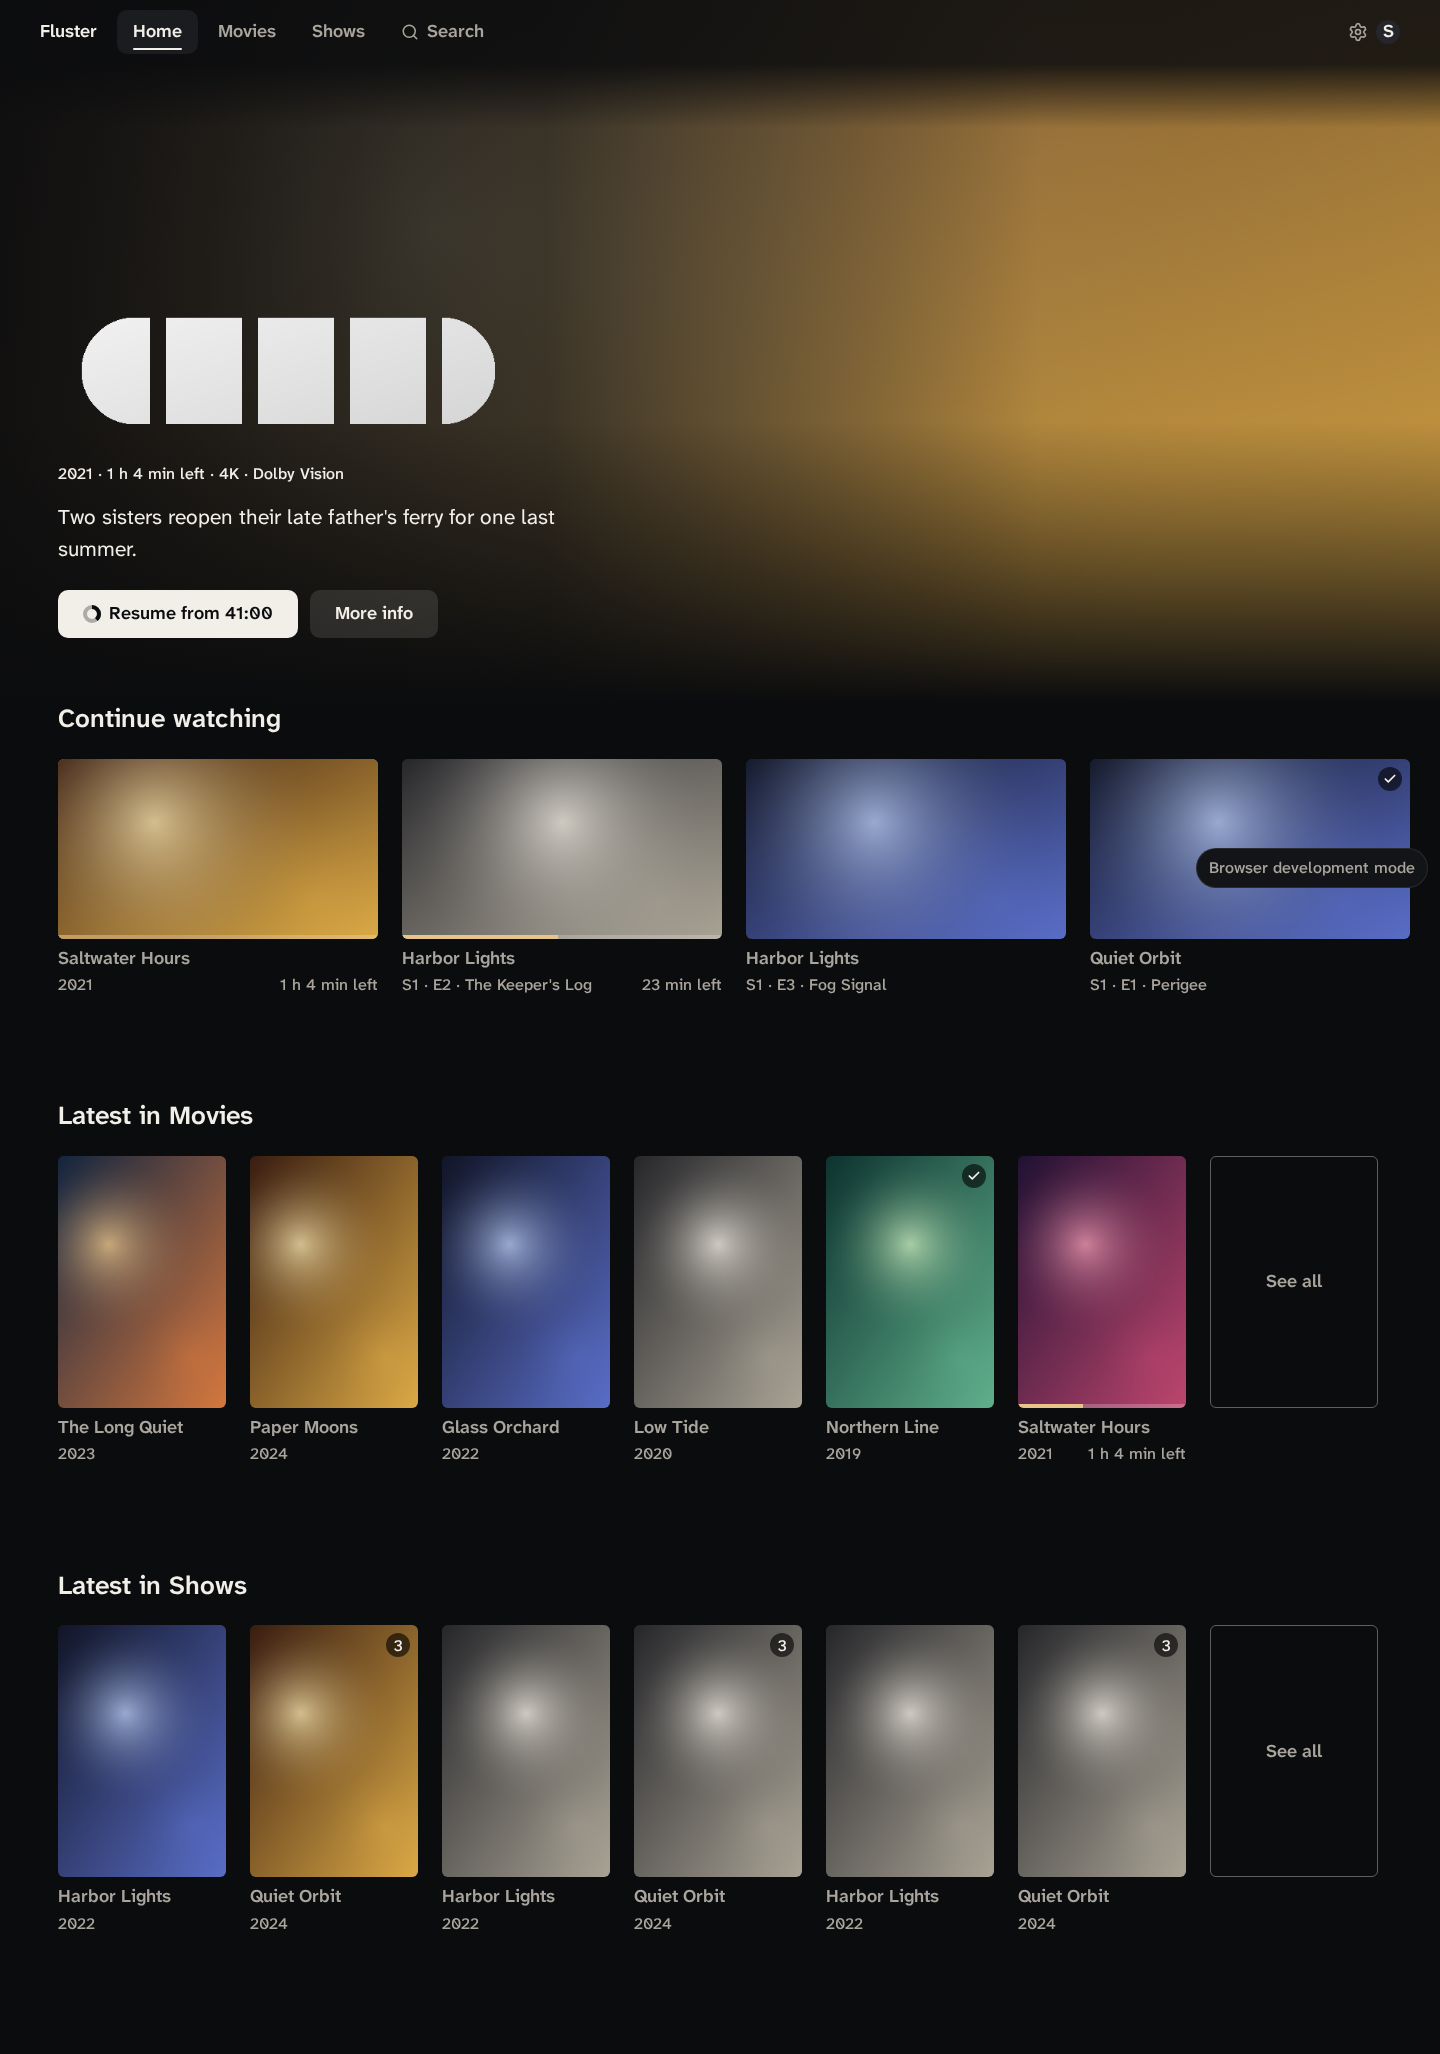 Fluster Home Movies Shows Search S
2021 · 1 h 4 min left · 4K · Dolby Vision
Two sisters reopen their late father's ferry for one last
summer.
Resume from 41:00 More info
Continue watching
Browser development mode
Saltwater Hours
2021 1 h 4 min left
Harbor Lights
S1 · E2 · The Keeper's Log 23 min left
Harbor Lights
S1 · E3 · Fog Signal
Quiet Orbit
S1 · E1 · Perigee
Latest in Movies
The Long Quiet
2023
Paper Moons
2024
Glass Orchard
2022
Low Tide
2020
Northern Line
2019
Saltwater Hours
2021 1 h 4 min left
See all
Latest in Shows
Harbor Lights
2022
3
Quiet Orbit
2024
Harbor Lights
2022
3
Quiet Orbit
2024
Harbor Lights
2022
3
Quiet Orbit
2024
See all